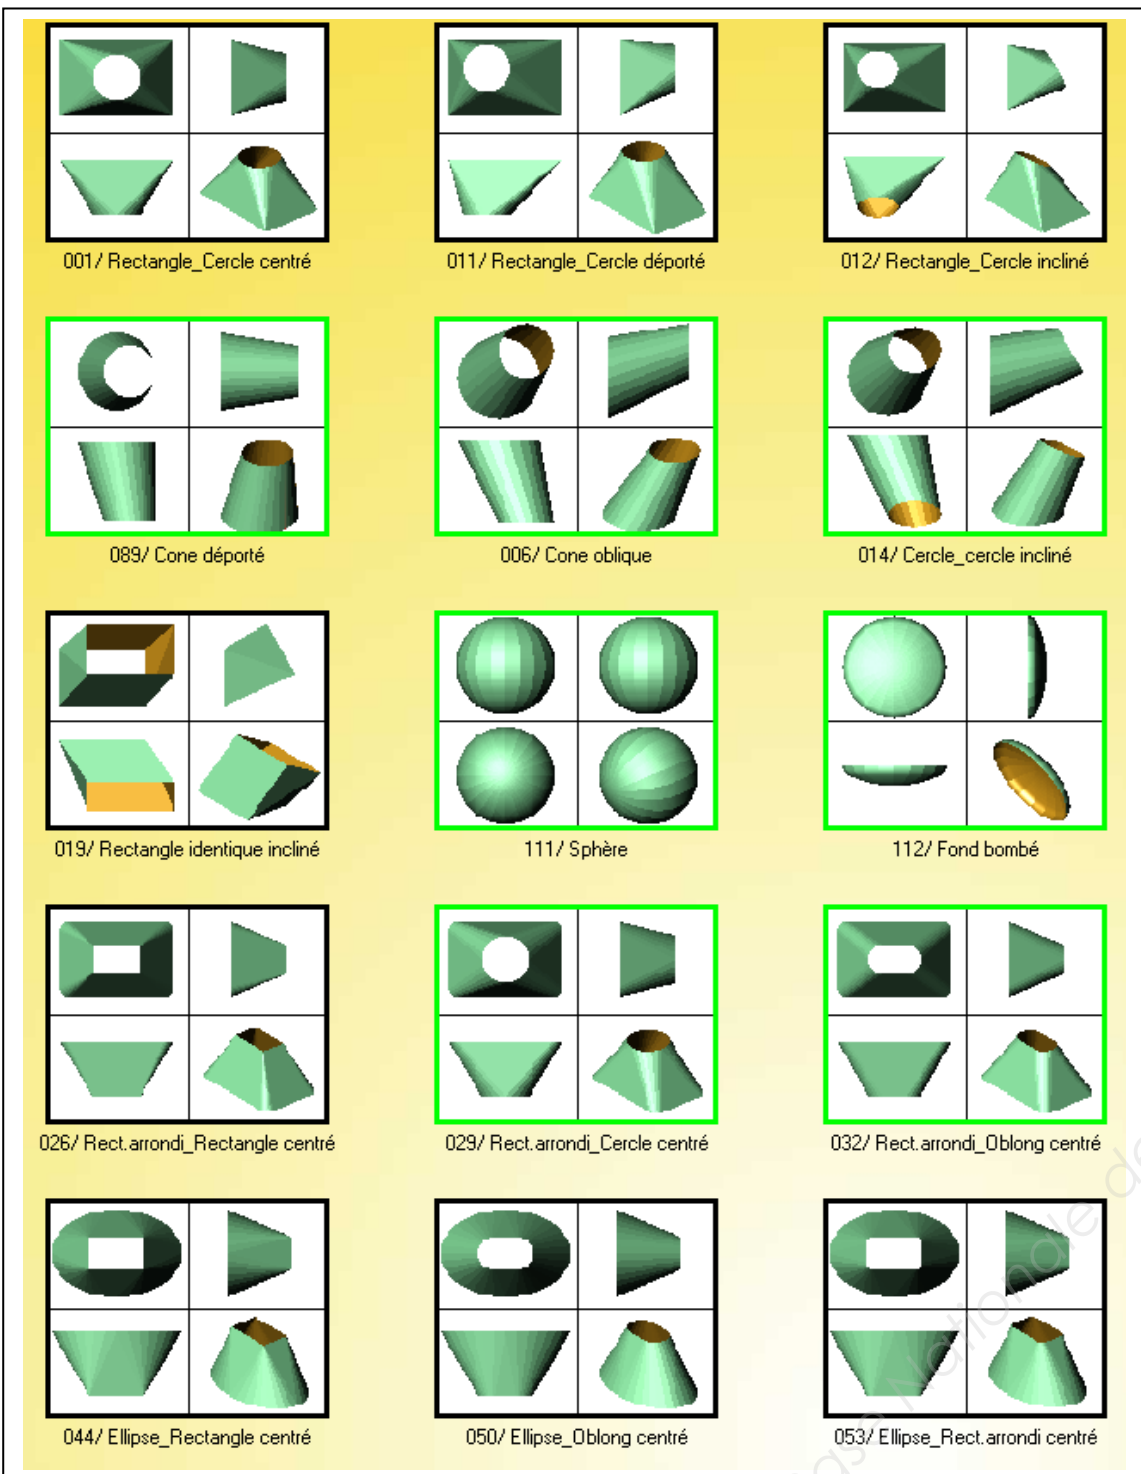 001/ Rectangle_Cercle centré
011/ Rectangle_Cercle déporté
012/ Rectangle_Cercle incliné
089/ Cone déporté
006/ Cone oblique
014/ Cercle_cercle incliné
019/ Rectangle identique incliné
111/ Sphère
112/ Fond bombé
026/ Rect.arrondi_Rectangle centré
029/ Rect.arrondi_Cercle centré
032/ Rect.arrondi_Oblong centré
044/ Ellipse_Rectangle centré
050/ Ellipse_Oblong centré
053/ Ellipse_Rect.arrondi centré
Nationale